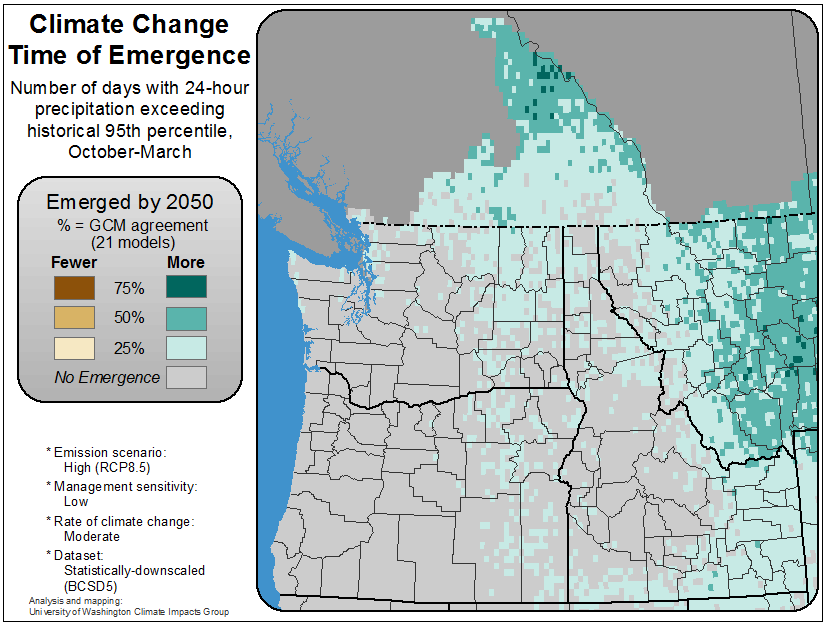 Climate Change
Time of Emergence
Number of days with 24-hour
precipitation exceeding
historical 95th percentile,
October-March
Emerged by 2050
% = GCM agreement
(21 models)
Fewer More
75%
50%
25%
No Emergence
* Emission scenario:
High (RCP8.5)
* Management sensitivity:
Low
* Rate of climate change:
Moderate
* Dataset:
Statistically-downscaled
(BCSD5)
Analysis and mapping:
University of Washington Climate Impacts Group